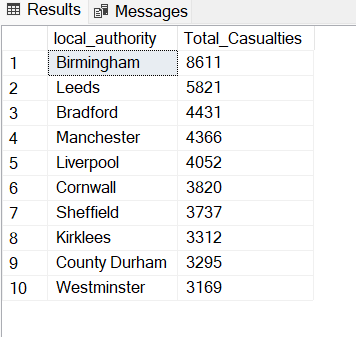 Results Messages
local_authority Total_Casualties
1 Birmingham 8611
2 Leeds 5821
3 Bradford 4431
4 Manchester 4366
5 Liverpool 4052
6 Cornwall 3820
7 Sheffield 3737
8 Kirklees 3312
9 County Durham 3295
10 Westminster 3169